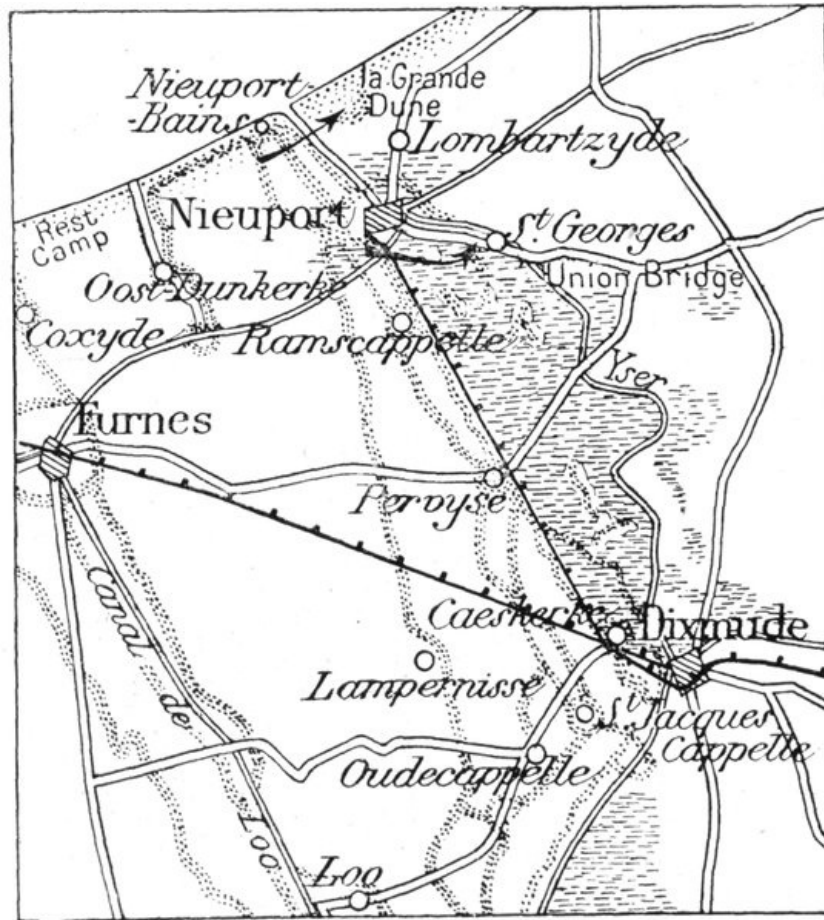 Nieuport
-Bains
la Grande
Dune
Lombartzyde
Nieuport
St Georges
Rest
Camp
Union Bridge
Oost-Dunkerke
Coxyde
Ramscappelle
Yser
Furnes
Pervyse
Canal de Loo
Caeskerke
Dixmude
Lampernisse
St Jacques
Cappelle
Oudecappelle
Loo